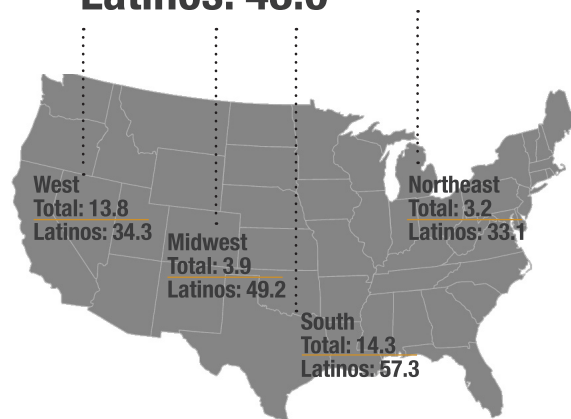 West
Total: 13.8
Latinos: 34.3
Midwest
Total: 3.9
Latinos: 49.2
South
Total: 14.3
Latinos: 57.3
Northeast
Total: 3.2
Latinos: 33.1